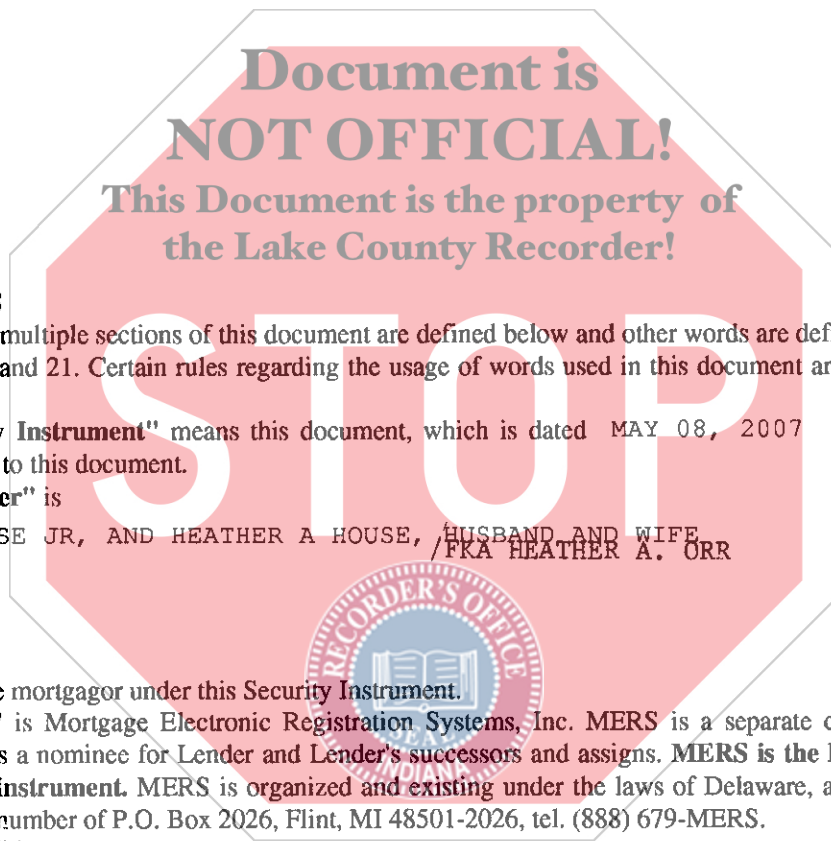 Document is
NOT OFFICIAL!
This Document is the property of
the Lake County Recorder!
STOP
multiple sections of this document are defined below and other words are def
and 21. Certain rules regarding the usage of words used in this document ar
Instrument" means this document, which is dated MAY 08, 2007
to this document.
er" is
SE JR, AND HEATHER A HOUSE, /HUSBAND AND WIFE
/FKA HEATHER A. ORR
RECORDER'S OFFICE
SEAL
INDIANA
e mortgagor under this Security Instrument.
" is Mortgage Electronic Registration Systems, Inc. MERS is a separate c
s a nominee for Lender and Lender's successors and assigns. MERS is the
instrument. MERS is organized and existing under the laws of Delaware, a
number of P.O. Box 2026, Flint, MI 48501-2026, tel. (888) 679-MERS.